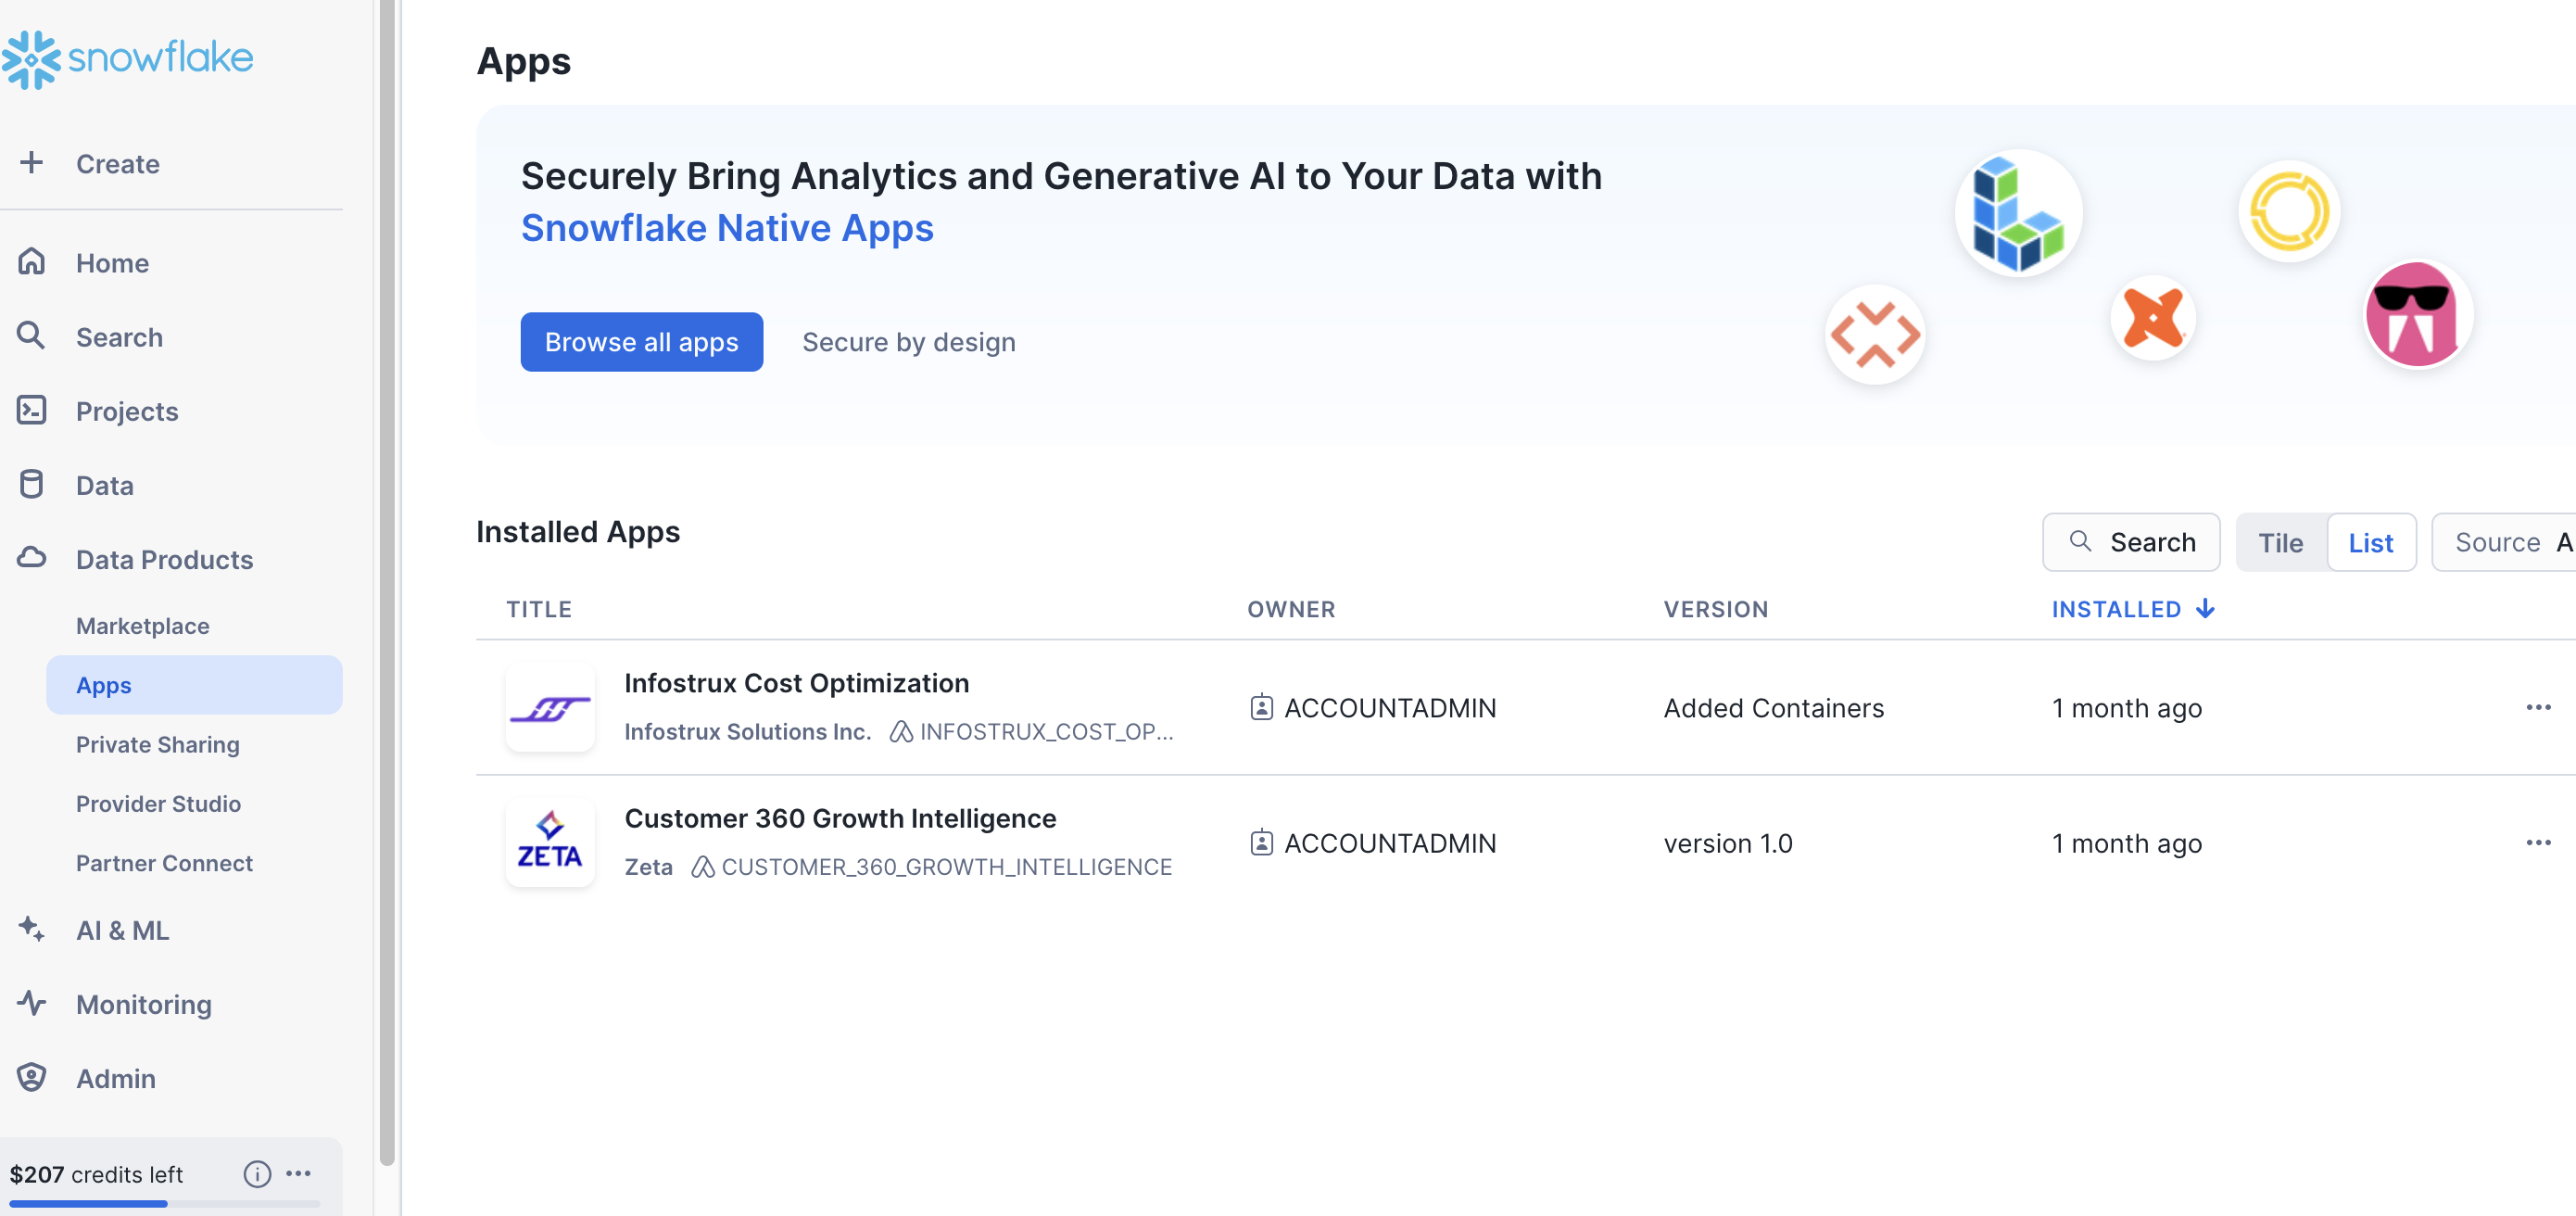 snowflake
Create
Home
Search
Projects
Data
Data Products
Marketplace
Apps
Private Sharing
Provider Studio
Partner Connect
AI & ML
Monitoring
Admin
$207 credits left
Apps
Securely Bring Analytics and Generative AI to Your Data with
Snowflake Native Apps
Browse all apps Secure by design
Installed Apps
Search Tile List Source A
TITLE OWNER VERSION INSTALLED
Infostrux Cost Optimization
Infostrux Solutions Inc. INFOSTRUX_COST_OP...
ACCOUNTADMIN Added Containers 1 month ago
ZETA
Customer 360 Growth Intelligence
Zeta CUSTOMER_360_GROWTH_INTELLIGENCE
ACCOUNTADMIN version 1.0 1 month ago